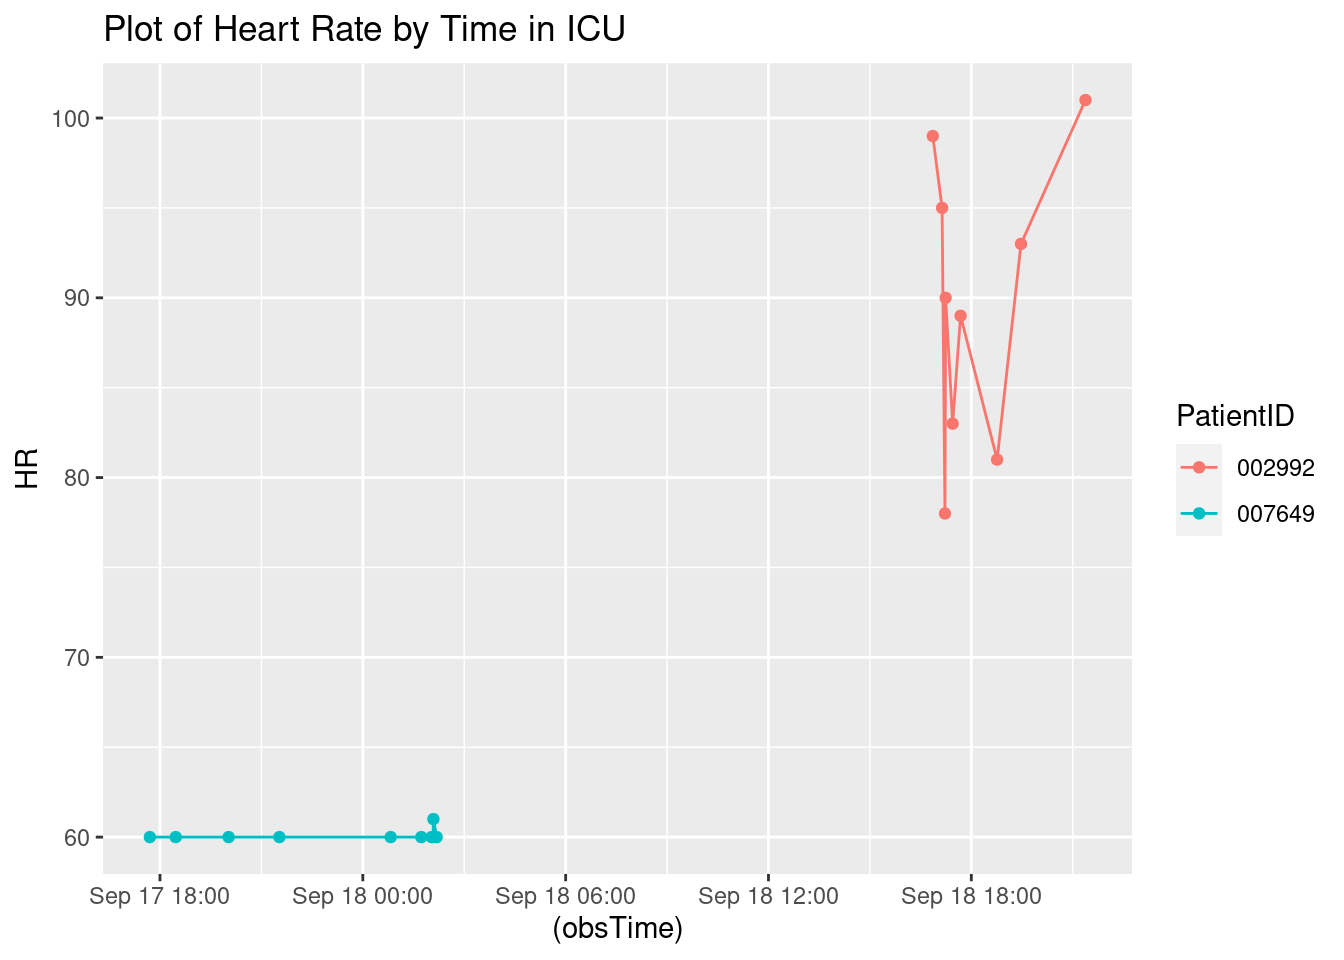 Plot of Heart Rate by Time in ICU
100
90
80
70
60
HR
Sep 17 18:00 Sep 18 00:00 Sep 18 06:00 Sep 18 12:00 Sep 18 18:00
(obsTime)
PatientID
002992
007649